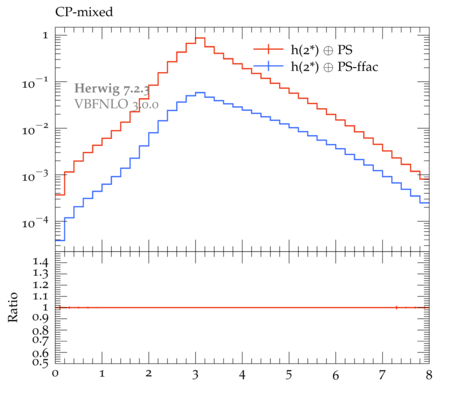 CP-mixed
1
h(2*) ⊕ PS
h(2*) ⊕ PS-ffac
10⁻¹
Herwig 7.2.3
VBFNLO 3.0.0
10⁻²
10⁻³
10⁻⁴
1.4
1.3
1.2
1.1
1
0.9
0.8
0.7
0.6
0.5
Ratio
0 1 2 3 4 5 6 7 8